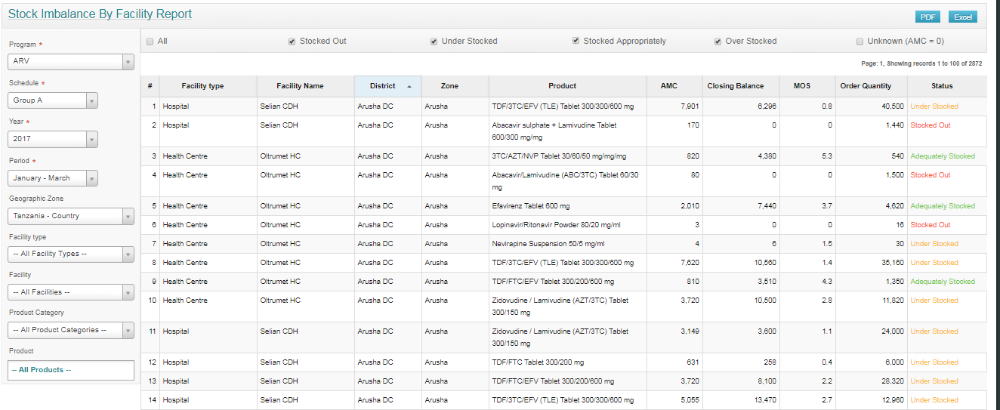 Stock Imbalance By Facility Report
PDF Excel
Program *
ARV
Schedule *
Group A
Year *
2017
Period *
January - March
Geographic Zone
Tanzania - Country
Facility type
-- All Facility Types --
Facility
-- All Facilities --
Product Category
-- All Product Categories --
Product
-- All Products --
All Stocked Out Under Stocked Stocked Appropriately Over Stocked Unknown (AMC = 0)
Page: 1, Showing records 1 to 100 of 2872
# Facility type Facility Name District Zone Product AMC Closing Balance MOS Order Quantity Status
1 Hospital Selian CDH Arusha DC Arusha TDF/3TC/EFV (TLE) Tablet 300/300/600 mg 7,901 6,296 0.8 40,500 Under Stocked
2 Hospital Selian CDH Arusha DC Arusha Abacavir sulphate + Lamivudine Tablet 170 0 0 1,440 Stocked Out
600/300 mg/mg
3 Health Centre Oltrumet HC Arusha DC Arusha 3TC/AZT/NVP Tablet 30/60/50 mg/mg/mg 820 4,380 5.3 540 Adequately Stocked
4 Health Centre Oltrumet HC Arusha DC Arusha Abacavir/Lamivudine (ABC/3TC) Tablet 60/30 80 0 0 1,500 Stocked Out
mg
5 Health Centre Oltrumet HC Arusha DC Arusha Efavirenz Tablet 600 mg 2,010 7,440 3.7 4,620 Adequately Stocked
6 Health Centre Oltrumet HC Arusha DC Arusha Lopinavir/Ritonavir Powder 80/20 mg/ml 3 0 0 16 Stocked Out
7 Health Centre Oltrumet HC Arusha DC Arusha Nevirapine Suspension 50/5 mg/ml 4 6 1.5 30 Under Stocked
8 Health Centre Oltrumet HC Arusha DC Arusha TDF/3TC/EFV (TLE) Tablet 300/300/600 mg 7,620 10,560 1.4 35,160 Under Stocked
9 Health Centre Oltrumet HC Arusha DC Arusha TDF/FTC/EFV Tablet 300/200/600 mg 810 3,510 4.3 1,350 Adequately Stocked
10 Health Centre Oltrumet HC Arusha DC Arusha Zidovudine / Lamivudine (AZT/3TC) Tablet 3,720 10,500 2.8 11,820 Under Stocked
300/150 mg
11 Hospital Selian CDH Arusha DC Arusha Zidovudine / Lamivudine (AZT/3TC) Tablet 3,149 3,600 1.1 24,000 Under Stocked
300/150 mg
12 Hospital Selian CDH Arusha DC Arusha TDF/FTC Tablet 300/200 mg 631 258 0.4 6,000 Under Stocked
13 Hospital Selian CDH Arusha DC Arusha TDF/FTC/EFV Tablet 300/200/600 mg 3,720 8,100 2.2 28,320 Under Stocked
14 Hospital Selian CDH Arusha DC Arusha TDF/3TC/EFV (TLE) Tablet 300/300/600 mg 5,055 13,470 2.7 12,960 Under Stocked